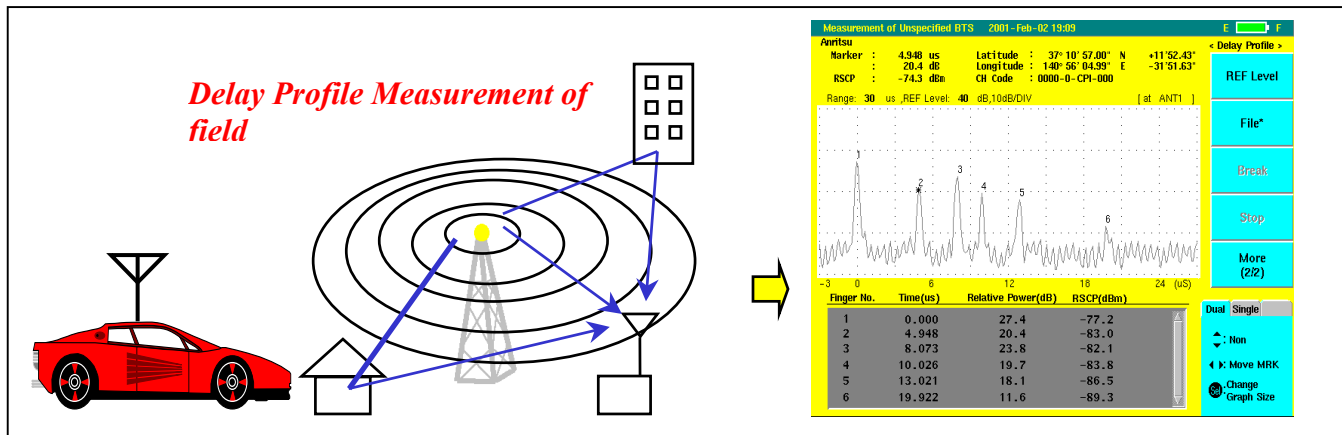 Delay Profile Measurement of
field
Measurement of Unspecified BTS 2001-Feb-02 19:09
E F
Anritsu
Marker : 4.948 us Latitude : 37° 10' 57.00" N +11'52.43"
: 20.4 dB Longitude : 140° 56' 04.99" E -31'51.63"
RSCP : -74.3 dBm CH Code : 0000-0-CPI-000
Range: 30 us ,REF Level: 40 dB,10dB/DIV [ at ANT1 ]
1
2
3
4
5
6
-3 0 6 12 18 24 (uS)
Finger No. Time(us) Relative Power(dB) RSCP(dBm)
1 0.000 27.4 -77.2
2 4.948 20.4 -83.0
3 8.073 23.8 -82.1
4 10.026 19.7 -83.8
5 13.021 18.1 -86.5
6 19.922 11.6 -89.3
< Delay Profile >
REF Level
File*
Break
Stop
More
(2/2)
Dual Single
: Non
: Move MRK
Sel :Change
Graph Size